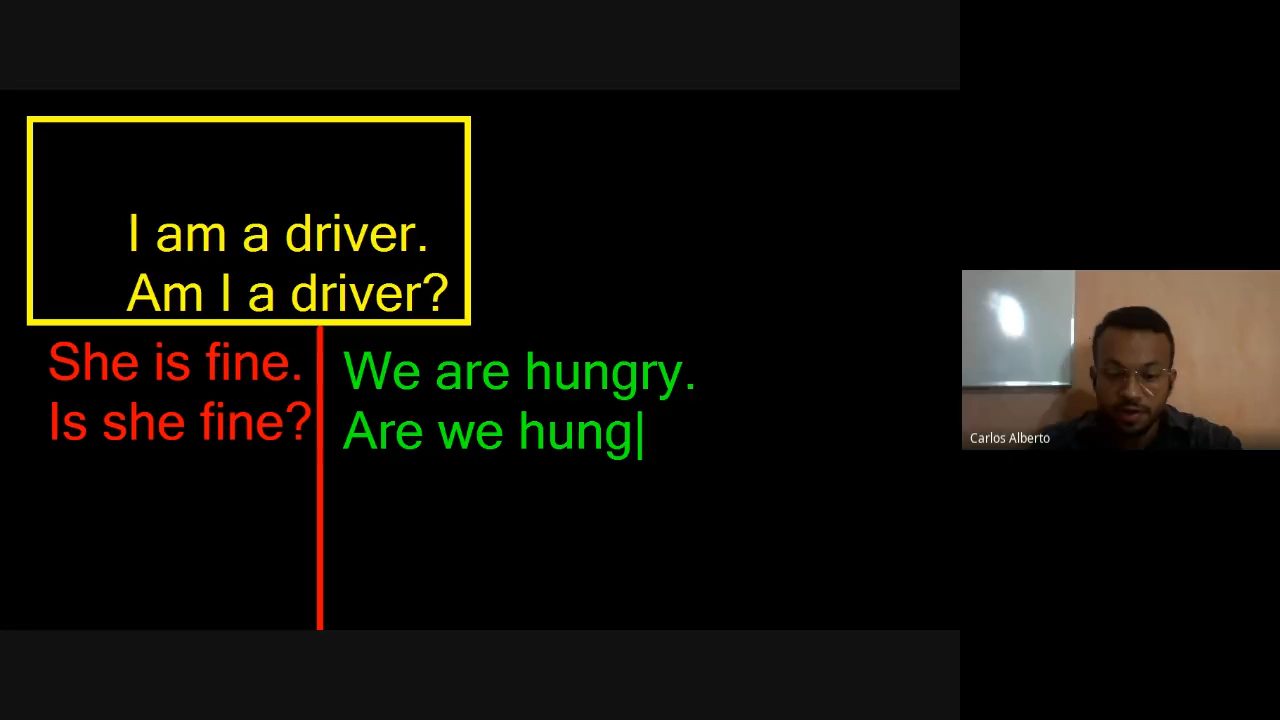 I am a driver.
Am I a driver?
She is fine.
Is she fine?
We are hungry.
Are we hung
Carlos Alberto